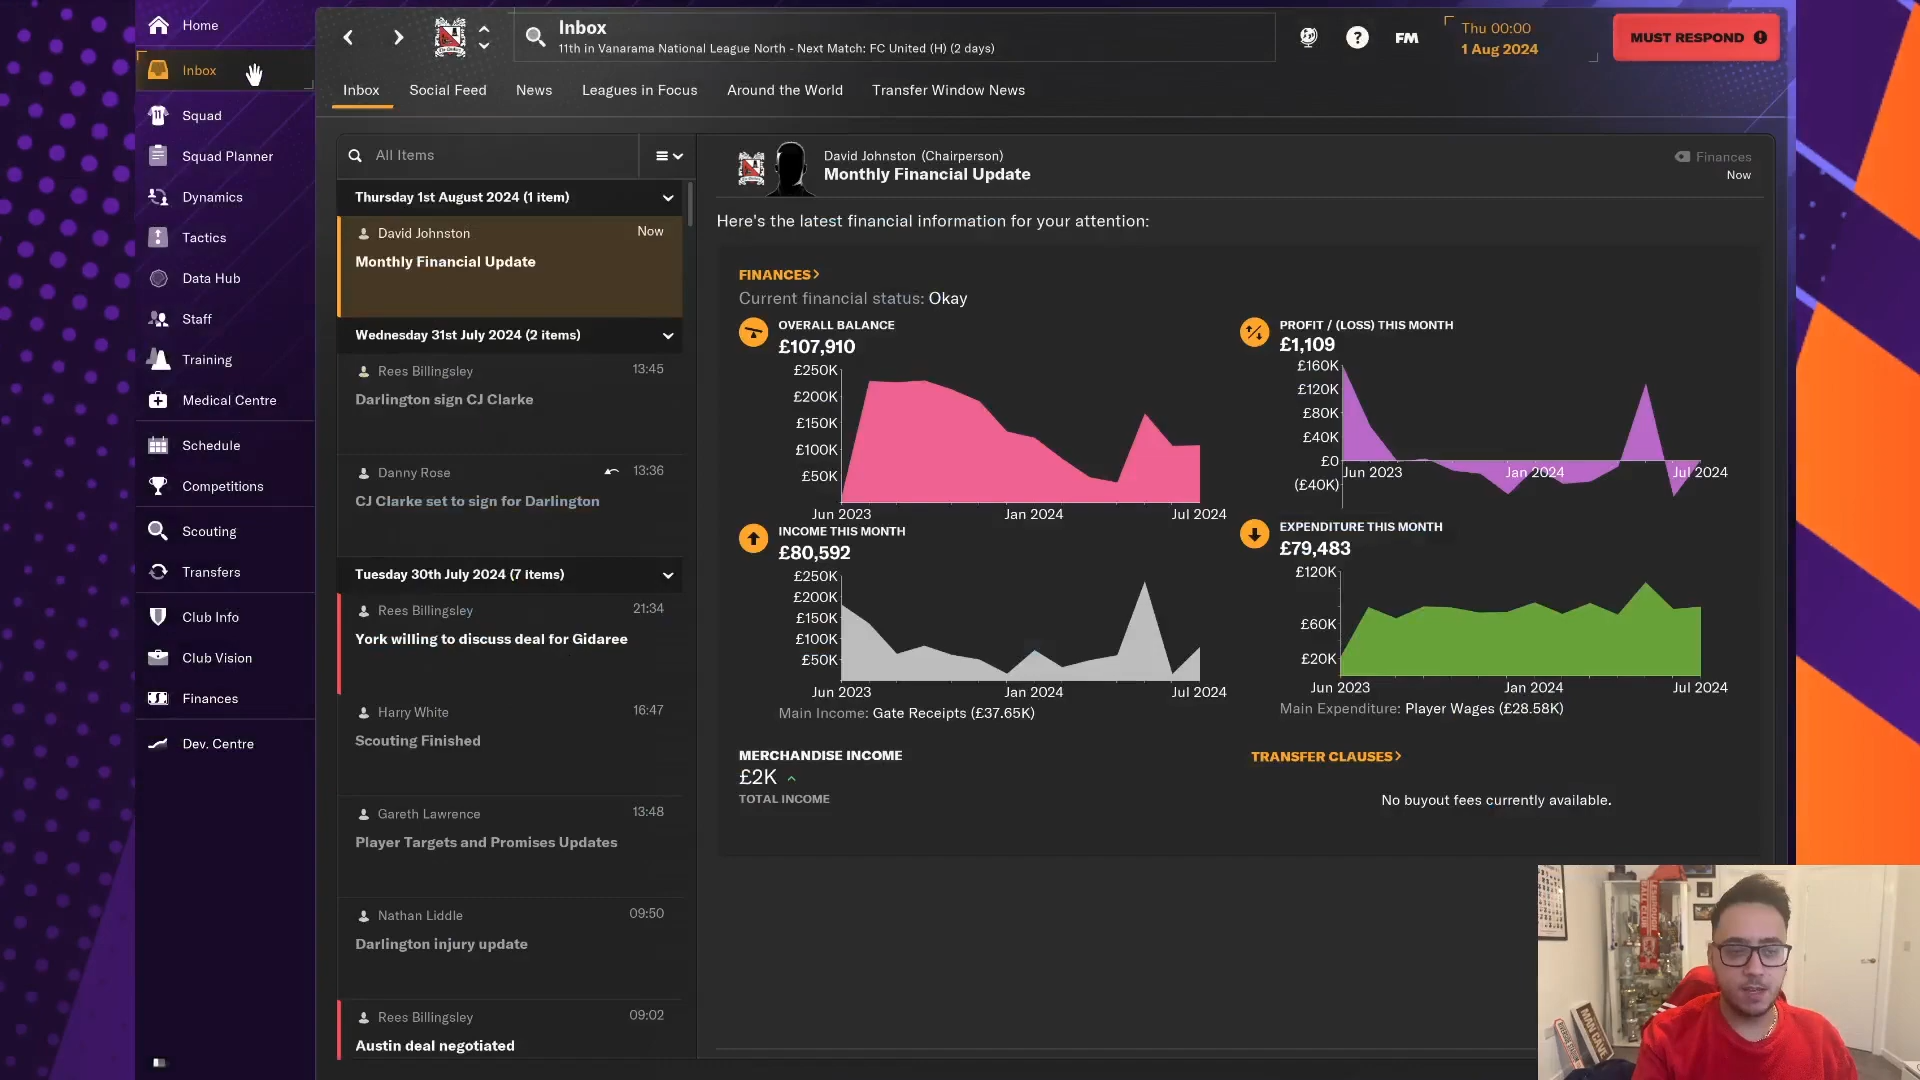 Home
Inbox
Squad
Squad Planner
Dynamics
Tactics
Data Hub
Staff
Training
Medical Centre
Schedule
Competitions
Scouting
Transfers
Club Info
Club Vision
Finances
Dev. Centre
Inbox
11th in Vanarama National League North - Next Match: FC United (H) (2 days)
?
FM
Thu 00:00
1 Aug 2024
MUST RESPOND
Inbox Social Feed News Leagues in Focus Around the World Transfer Window News
All Items
Thursday 1st August 2024 (1 item)
David Johnston Now
Monthly Financial Update
Wednesday 31st July 2024 (2 items)
Rees Billingsley 13:45
Darlington sign CJ Clarke
Danny Rose 13:36
CJ Clarke set to sign for Darlington
Tuesday 30th July 2024 (7 items)
Rees Billingsley 21:34
York willing to discuss deal for Gidaree
Harry White 16:47
Scouting Finished
Gareth Lawrence 13:48
Player Targets and Promises Updates
Nathan Liddle 09:50
Darlington injury update
Rees Billingsley 09:02
Austin deal negotiated
David Johnston (Chairperson)
Monthly Financial Update
Finances
Now
Here's the latest financial information for your attention:
FINANCES>
Current financial status: Okay
OVERALL BALANCE
£107,910
£250K
£200K
£150K
£100K
£50K
Jun 2023 Jan 2024 Jul 2024
PROFIT / (LOSS) THIS MONTH
£1,109
£160K
£120K
£80K
£40K
£0
(£40K)
Jun 2023 Jan 2024 Jul 2024
INCOME THIS MONTH
£80,592
£250K
£200K
£150K
£100K
£50K
Jun 2023 Jan 2024 Jul 2024
Main Income: Gate Receipts (£37.65K)
EXPENDITURE THIS MONTH
£79,483
£120K
£60K
£20K
Jun 2023 Jan 2024 Jul 2024
Main Expenditure: Player Wages (£28.58K)
MERCHANDISE INCOME
£2K
TOTAL INCOME
TRANSFER CLAUSES>
No buyout fees currently available.
MAN CAVE